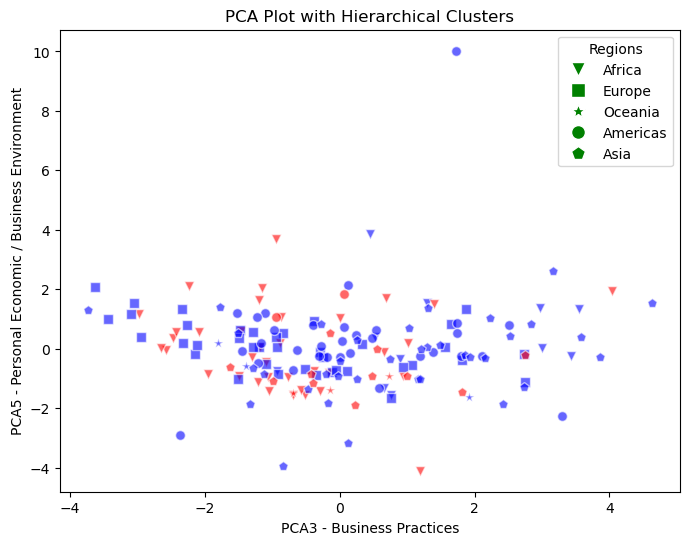 PCA Plot with Hierarchical Clusters
10
8
6
4
2
0
−2
−4
PCA5 - Personal Economic / Business Environment
Regions
Africa
Europe
Oceania
Americas
Asia
−4
−2
0
2
4
PCA3 - Business Practices